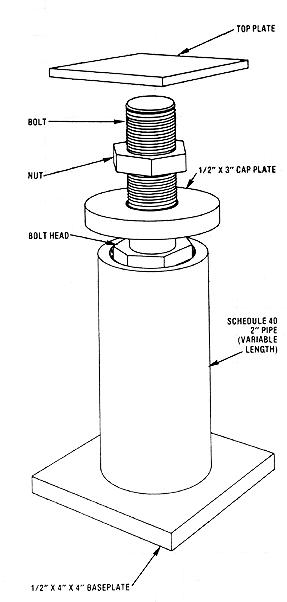 TOP PLATE
BOLT
NUT
1/2" X 3" CAP PLATE
BOLT HEAD
SCHEDULE 40
2" PIPE
(VARIABLE
LENGTH)
1/2" X 4" X 4" BASEPLATE